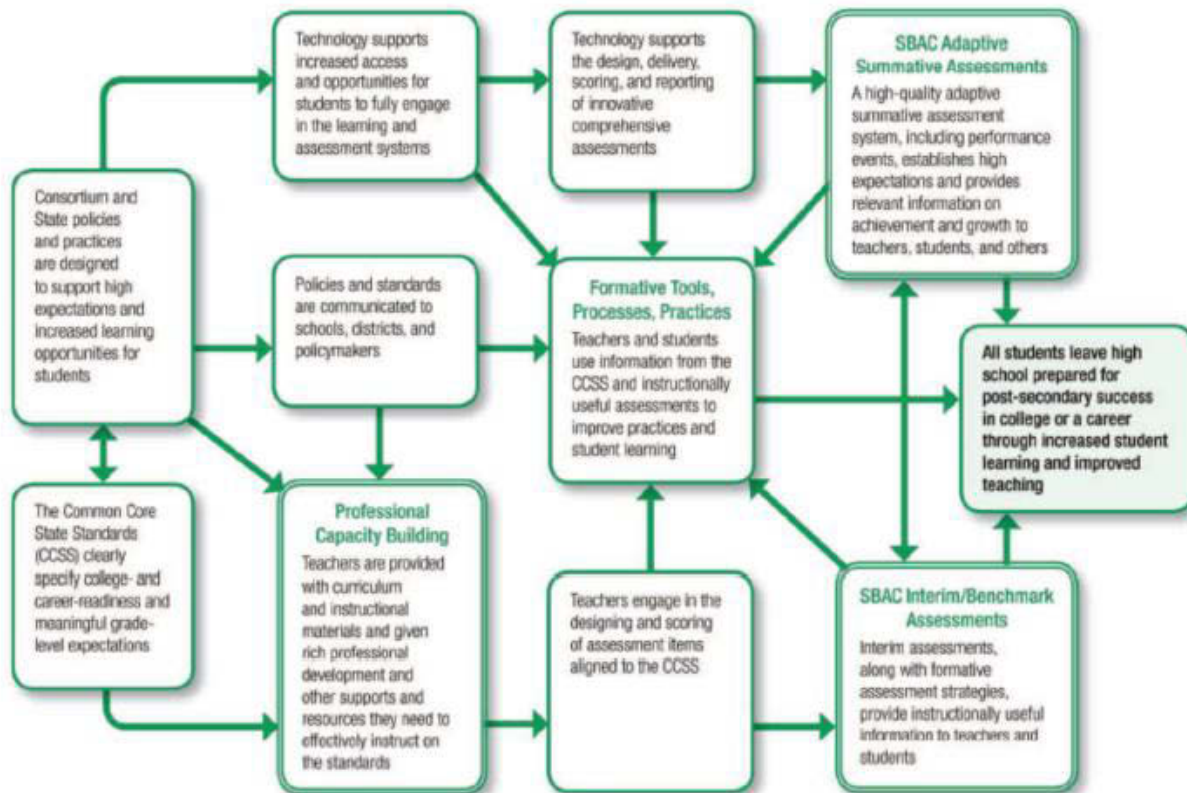 Technology supports
increased access
and opportunities for
students to fully engage
in the learning and
assessment systems
Technology supports
the design, delivery,
scoring, and reporting
of innovative
comprehensive
assessments
SBAC Adaptive
Summative Assessments
A high-quality adaptive
summative assessment
system, including performance
events, establishes high
expectations and provides
relevant information on
achievement and growth to
teachers, students, and others
Consortium and
State policies
and practices
are designed
to support high
expectations and
increased learning
opportunities for
students
Policies and standards
are communicated to
schools, districts, and
policymakers
Formative Tools,
Processes, Practices
Teachers and students
use information from the
CCSS and instructionally
useful assessments to
improve practices and
student learning
All students leave high
school prepared for
post-secondary success
in college or a career
through increased student
learning and improved
teaching
The Common Core
State Standards
(CCSS) clearly
specify college- and
career-readiness and
meaningful grade-
level expectations
Professional
Capacity Building
Teachers are provided
with curriculum
and instructional
materials and given
rich professional
development and
other supports and
resources they need to
effectively instruct on
the standards
Teachers engage in the
designing and scoring
of assessment items
aligned to the CCSS
SBAC Interim/Benchmark
Assessments
Interim assessments,
along with formative
assessment strategies,
provide instructionally useful
information to teachers and
students